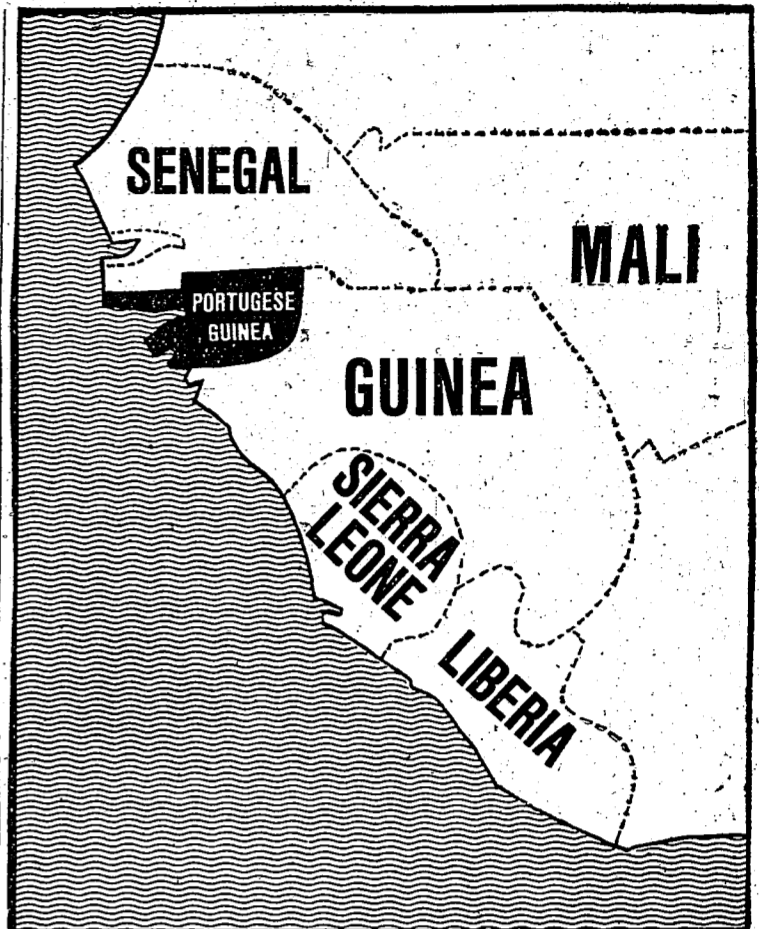 SENEGAL
MALI
PORTUGESE
GUINEA
GUINEA
SIERRA
LEONE
LIBERIA